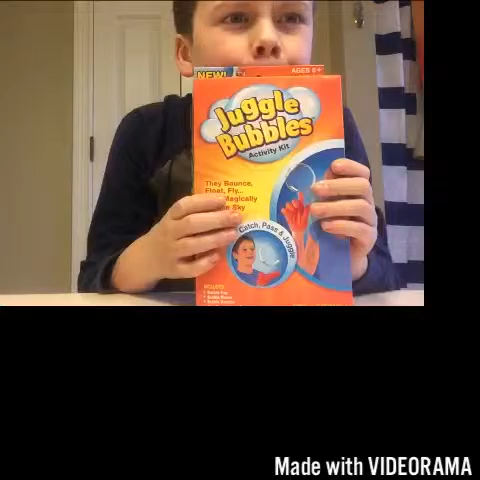 NEW!
AGES 6+
Juggle
Bubbles
Activity Kit
They Bounce,
Float, Fly...
Magically
Sky
Catch, Pass & Juggle
Made with VIDEORAMA